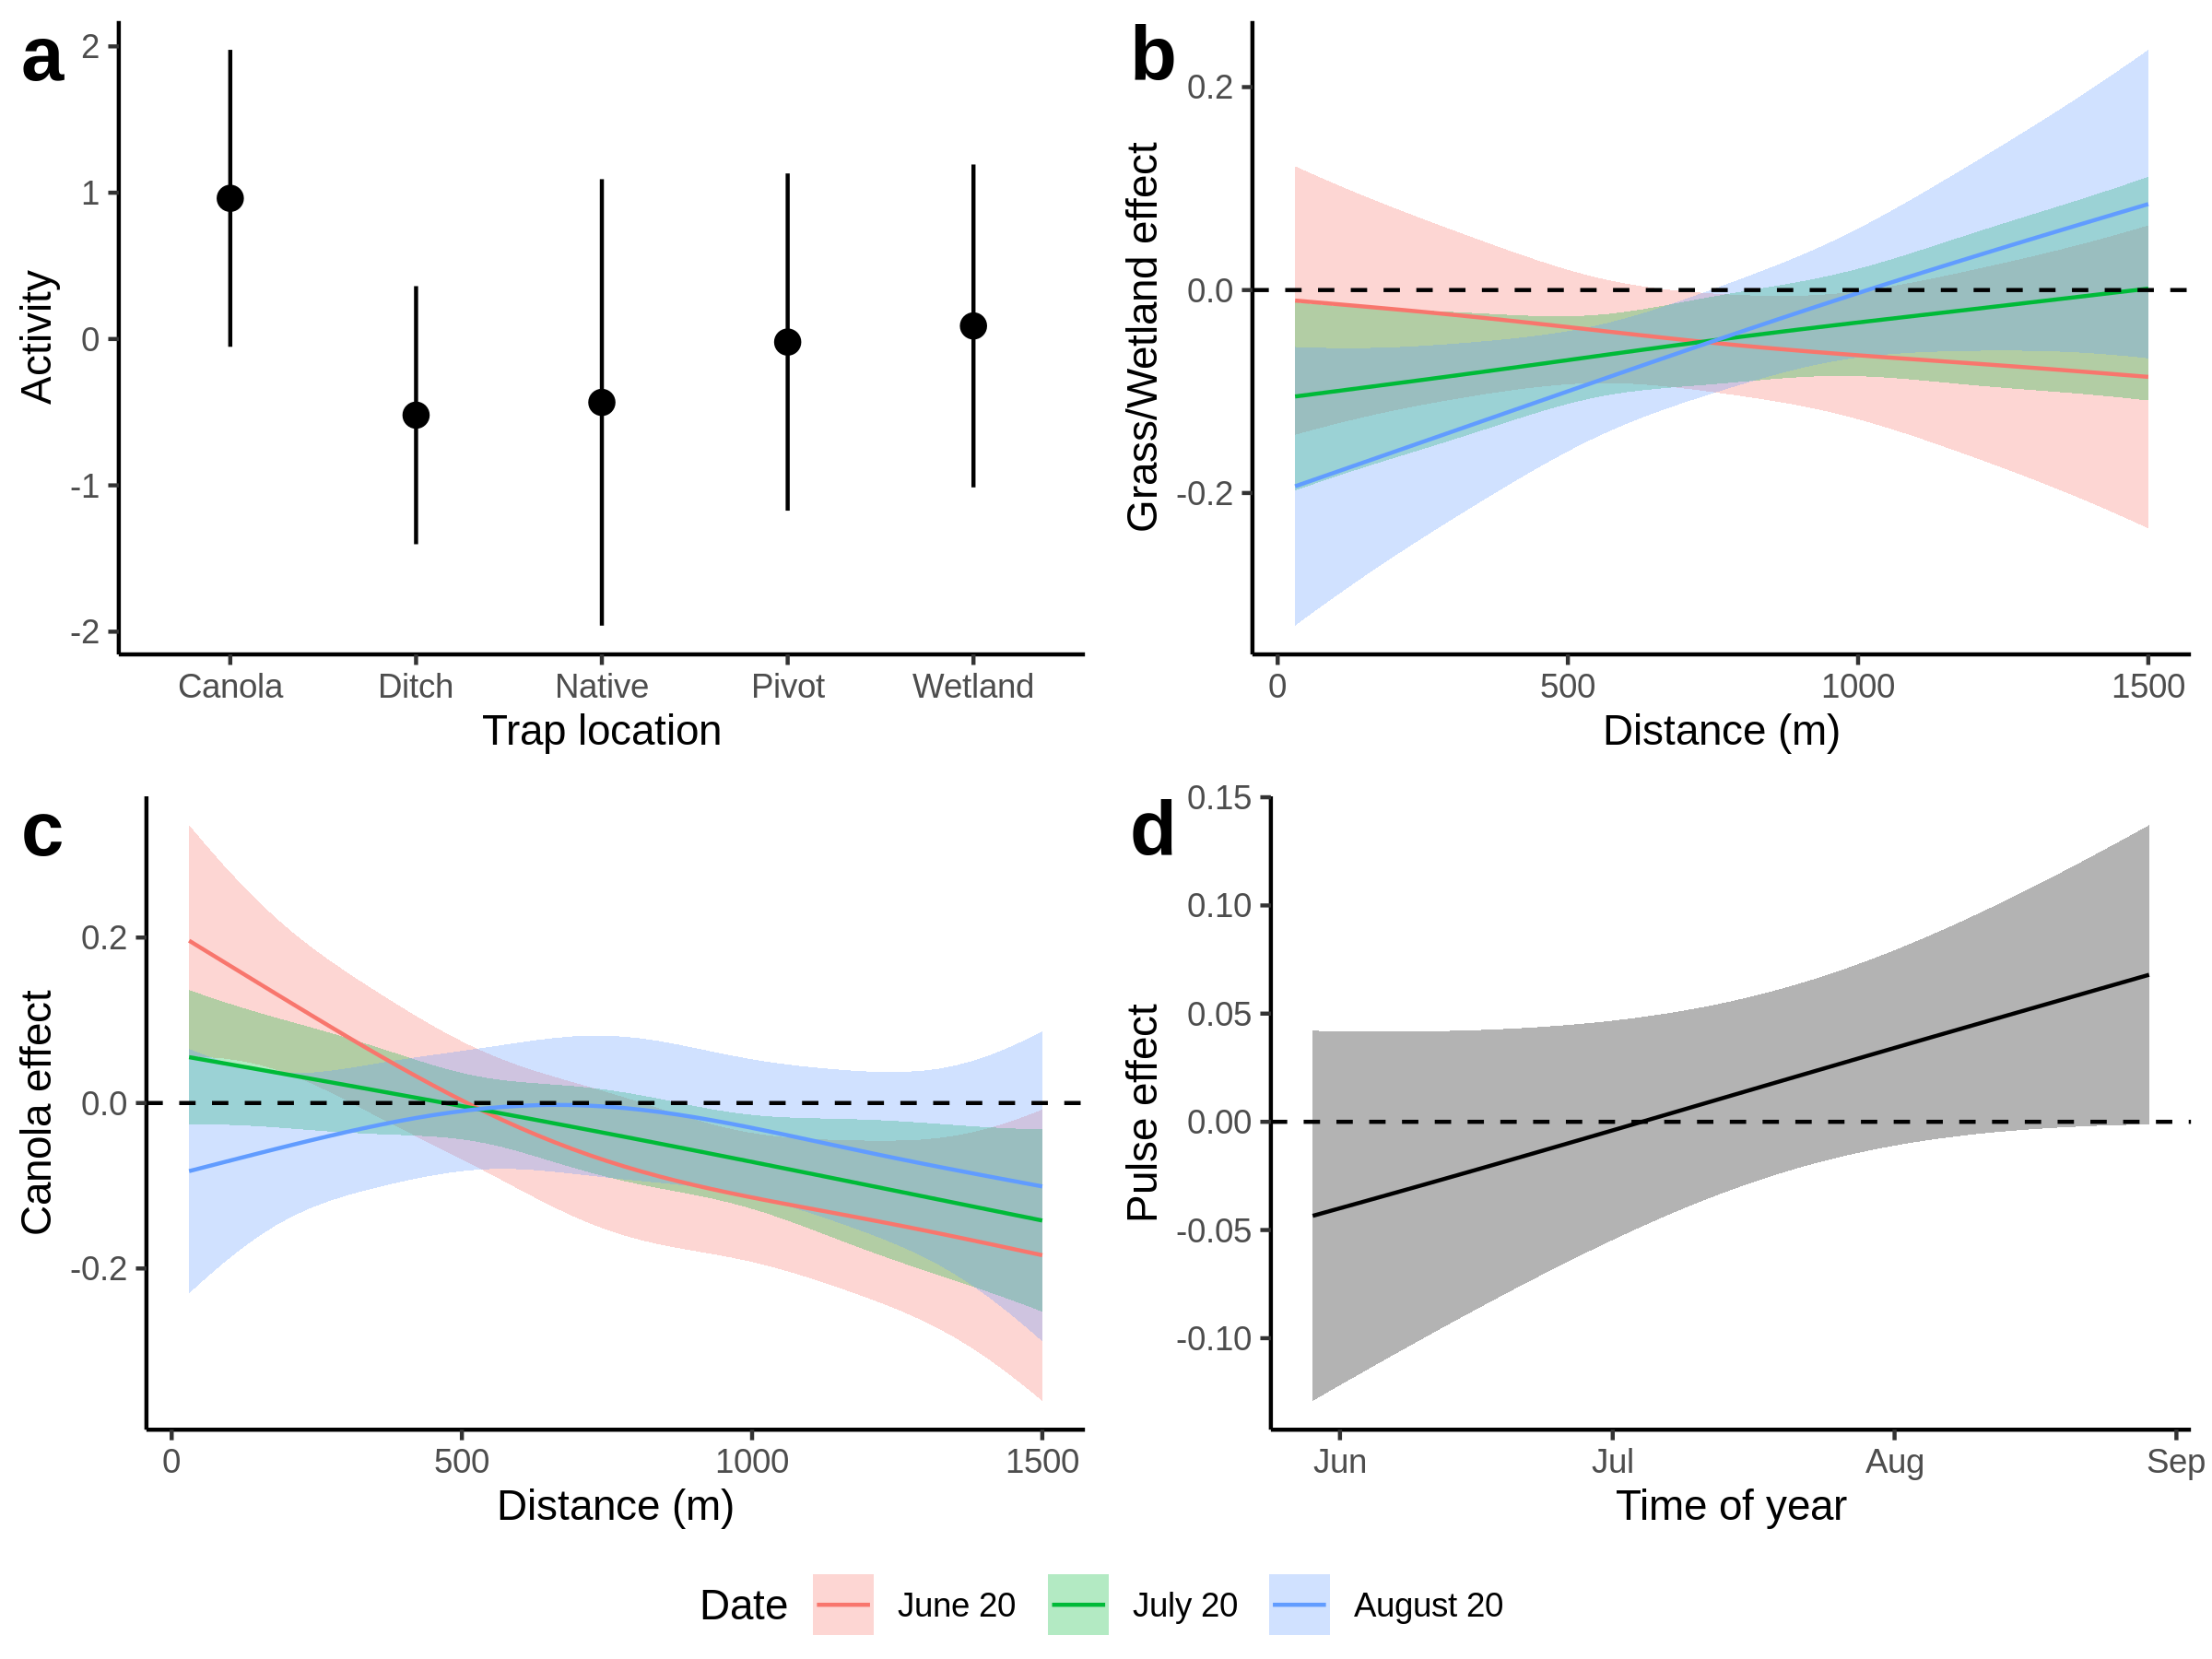 a
2
1
0
-1
-2
Activity
Canola Ditch Native Pivot Wetland
Trap location
b
0.2
0.0
-0.2
Grass/Wetland effect
0 500 1000 1500
Distance (m)
c
0.2
0.0
-0.2
Canola effect
0 500 1000 1500
Distance (m)
d
0.15
0.10
0.05
0.00
-0.05
-0.10
Pulse effect
Jun Jul Aug Sep
Time of year
Date June 20 July 20 August 20